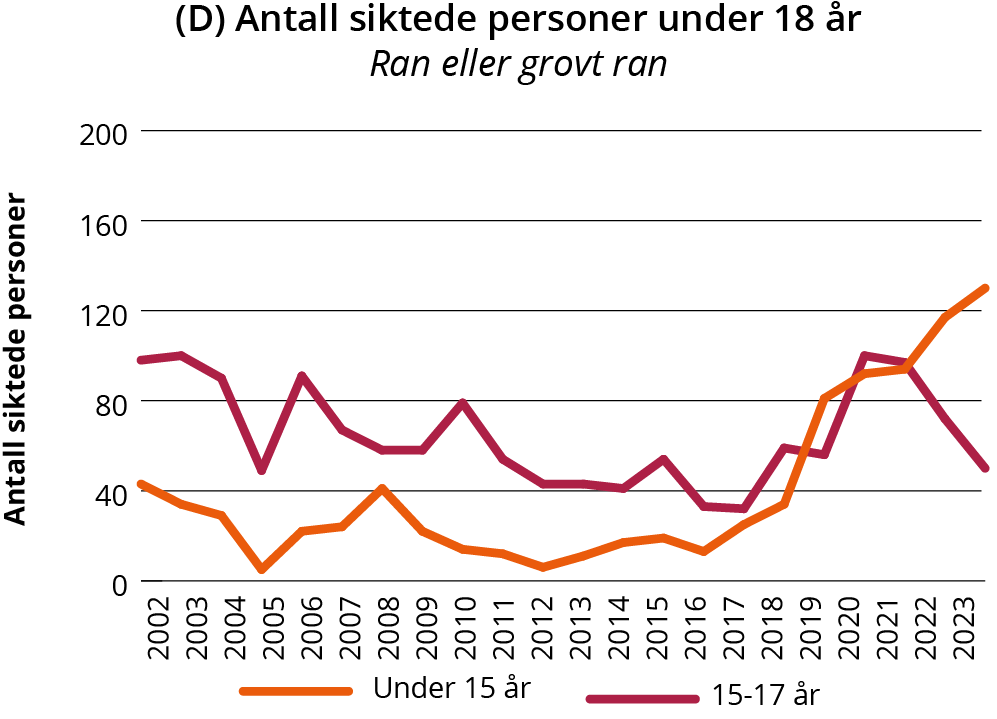 (D) Antall siktede personer under 18 år
Ran eller grovt ran
Antall siktede personer
200
160
120
80
40
0
2002 2003 2004 2005 2006 2007 2008 2009 2010 2011 2012 2013 2014 2015 2016 2017 2018 2019 2020 2021 2022 2023
Under 15 år
15-17 år